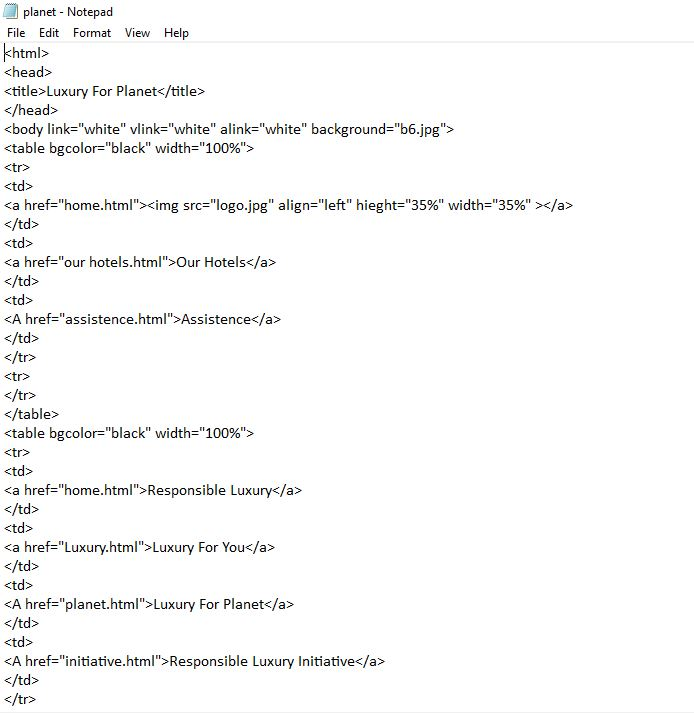 planet - Notepad
File Edit Format View Help
<html>
<head>
<title>Luxury For Planet</title>
</head>
<body link="white" vlink="white" alink="white" background="b6.jpg">
<table bgcolor="black" width="100%">
<tr>
<td>
<a href="home.html"><img src="logo.jpg" align="left" hieght="35%" width="35%" ></a>
</td>
<td>
<a href="our hotels.html">Our Hotels</a>
</td>
<td>
<A href="assistence.html">Assistence</a>
</td>
</tr>
<tr>
</tr>
</table>
<table bgcolor="black" width="100%">
<tr>
<td>
<a href="home.html">Responsible Luxury</a>
</td>
<td>
<a href="Luxury.html">Luxury For You</a>
</td>
<td>
<A href="planet.html">Luxury For Planet</a>
</td>
<td>
<A href="initiative.html">Responsible Luxury Initiative</a>
</td>
</tr>